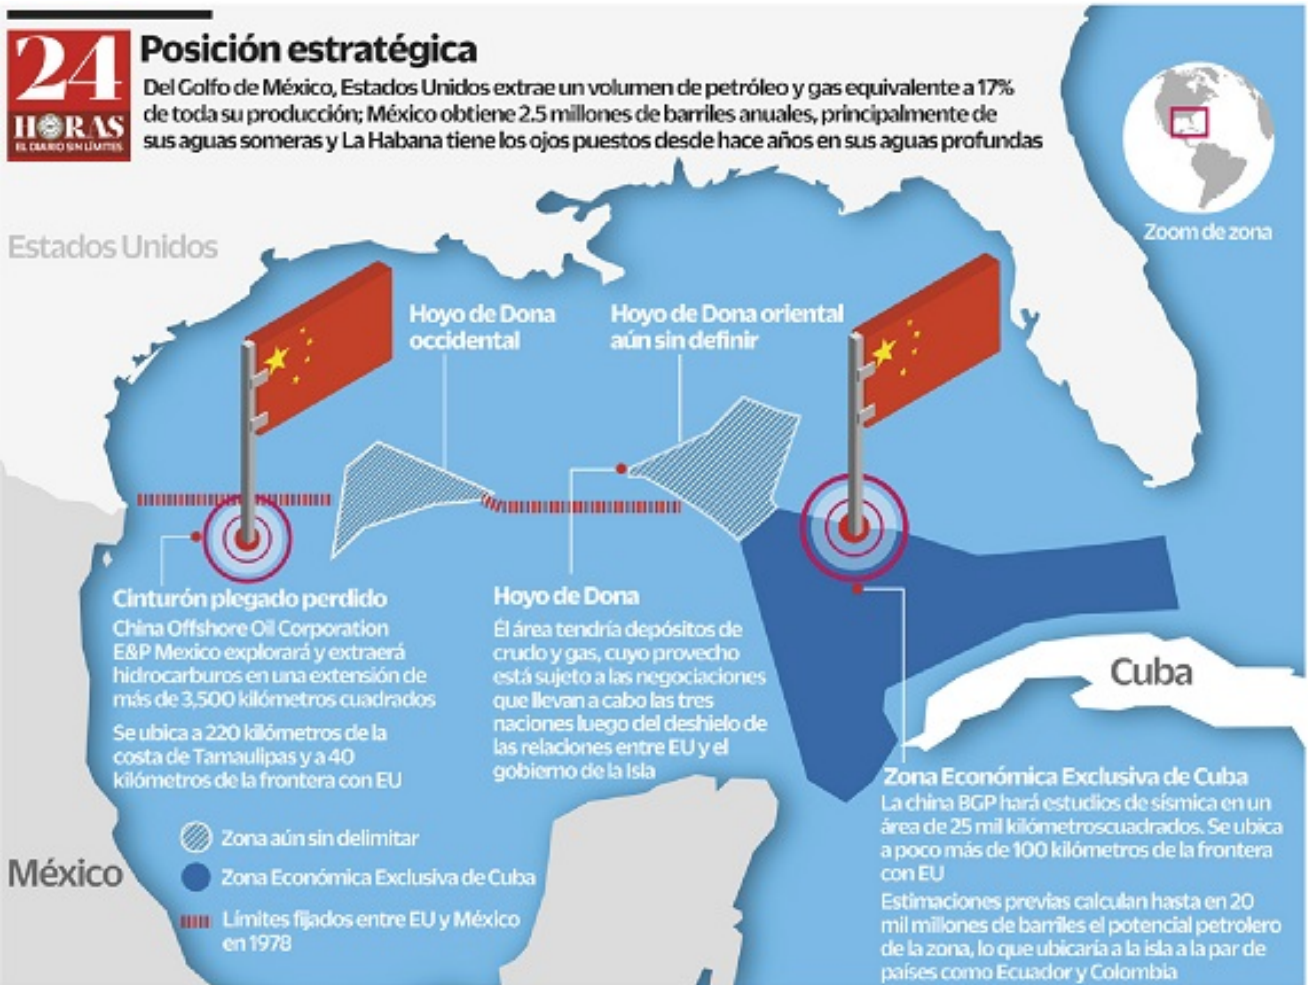 24
HORAS
EL DIARIO SIN LÍMITES
Posición estratégica
Del Golfo de México, Estados Unidos extrae un volumen de petróleo y gas equivalente a 17%
de toda su producción; México obtiene 2.5 millones de barriles anuales, principalmente de
sus aguas someras y La Habana tiene los ojos puestos desde hace años en sus aguas profundas
Zoom de zona
Estados Unidos
Hoyo de Dona
occidental
Hoyo de Dona oriental
aún sin definir
Cinturón plegado perdido
China Offshore Oil Corporation
E&P Mexico explorará y extraerá
hidrocarburos en una extensión de
más de 3,500 kilómetros cuadrados
Se ubica a 220 kilómetros de la
costa de Tamaulipas y a 40
kilómetros de la frontera con EU
Hoyo de Dona
Él área tendría depósitos de
crudo y gas, cuyo provecho
está sujeto a las negociaciones
que llevan a cabo las tres
naciones luego del deshielo de
las relaciones entre EU y el
gobierno de la Isla
Cuba
Zona Económica Exclusiva de Cuba
La china BGP hará estudios de sísmica en un
área de 25 mil kilómetroscuadrados. Se ubica
a poco más de 100 kilómetros de la frontera
con EU
Estimaciones previas calculan hasta en 20
mil millones de barriles el potencial petrolero
de la zona, lo que ubicaría a la isla a la par de
países como Ecuador y Colombia
México
Zona aún sin delimitar
Zona Económica Exclusiva de Cuba
Límites fijados entre EU y México
en 1978